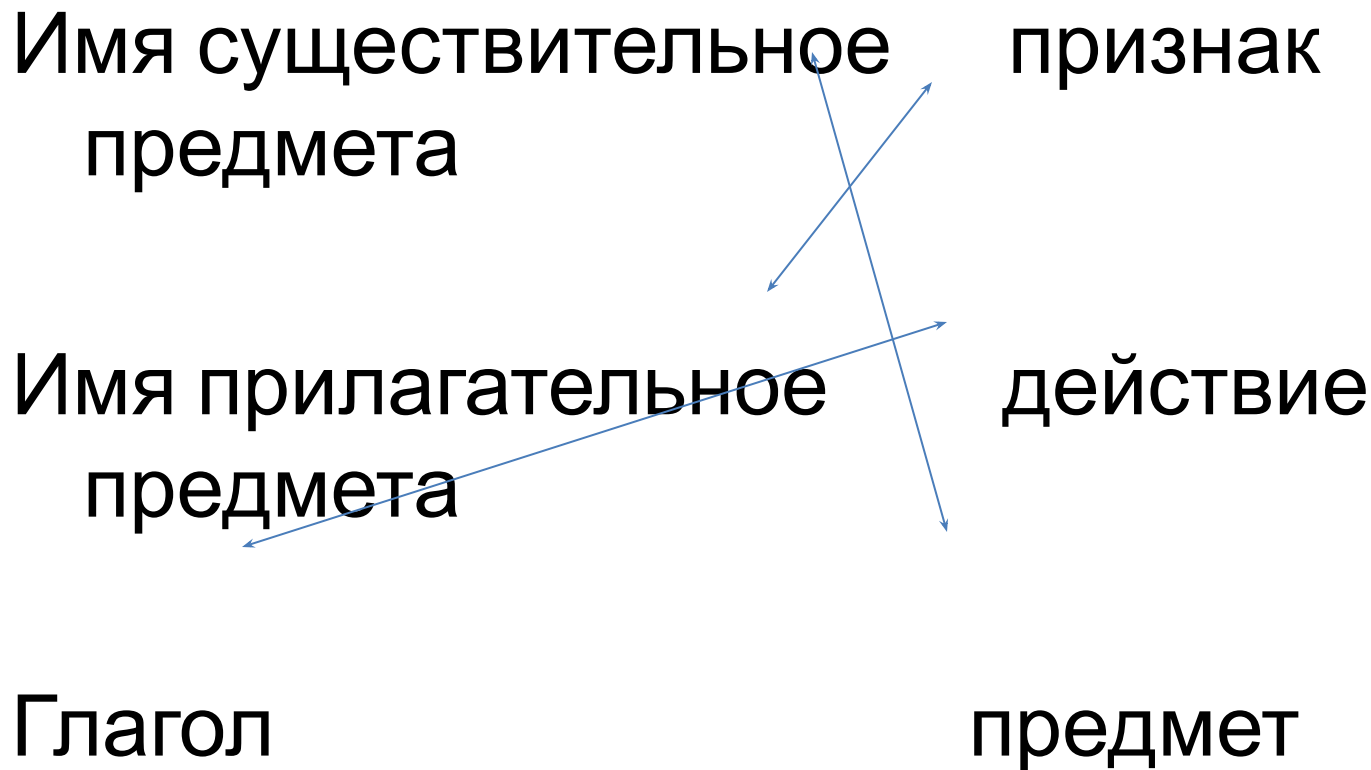 Имя существительное признак
предмета
Имя прилагательное действие
предмета
Глагол предмет